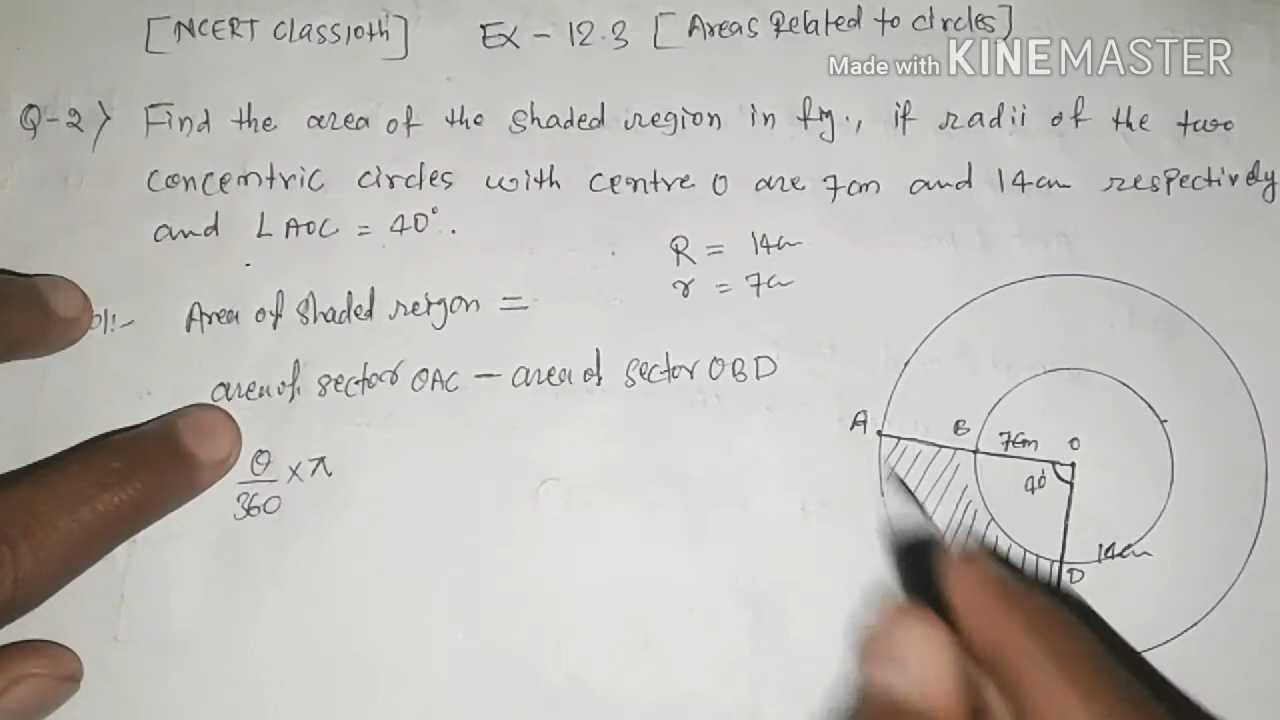 [NCERT Class10th] Ex - 12.3 [Areas Related to circles]
Made with KINEMASTER
Q-2) Find the area of the shaded region in fig., if radii of the two
concentric circles with centre O are 7cm and 14cm respectively
and ∠AOC = 40°.
R = 14cm
r = 7cm
Area of shaded reigon =
area of sector OAC - area of sector OBD
θ/360 × π
A
B
7cm
O
40°
14cm
D